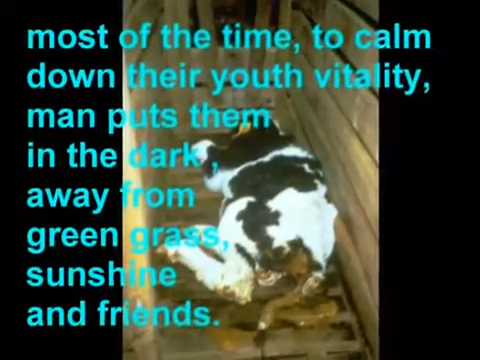 most of the time, to calm
down their youth vitality,
man puts them
in the dark ,
away from
green grass,
sunshine
and friends.